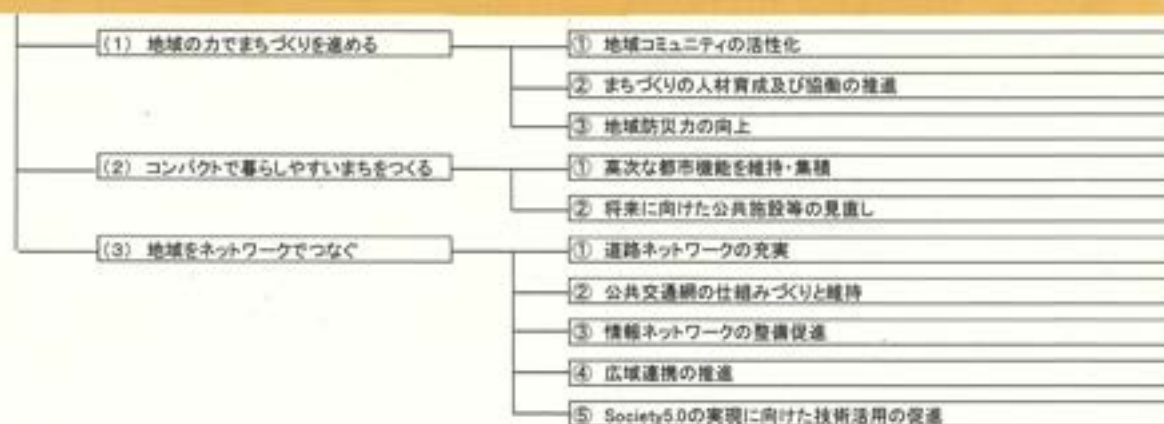 (1) 地域の力でまちづくりを進める
① 地域コミュニティの活性化
② まちづくりの人材育成及び協働の推進
③ 地域防災力の向上
(2) コンパクトで暮らしやすいまちをつくる
① 高次な都市機能を維持・集積
② 将来に向けた公共施設等の見直し
(3) 地域をネットワークでつなぐ
① 道路ネットワークの充実
② 公共交通網の仕組みづくりと維持
③ 情報ネットワークの整備促進
④ 広域連携の推進
⑤ Society5.0の実現に向けた技術活用の促進